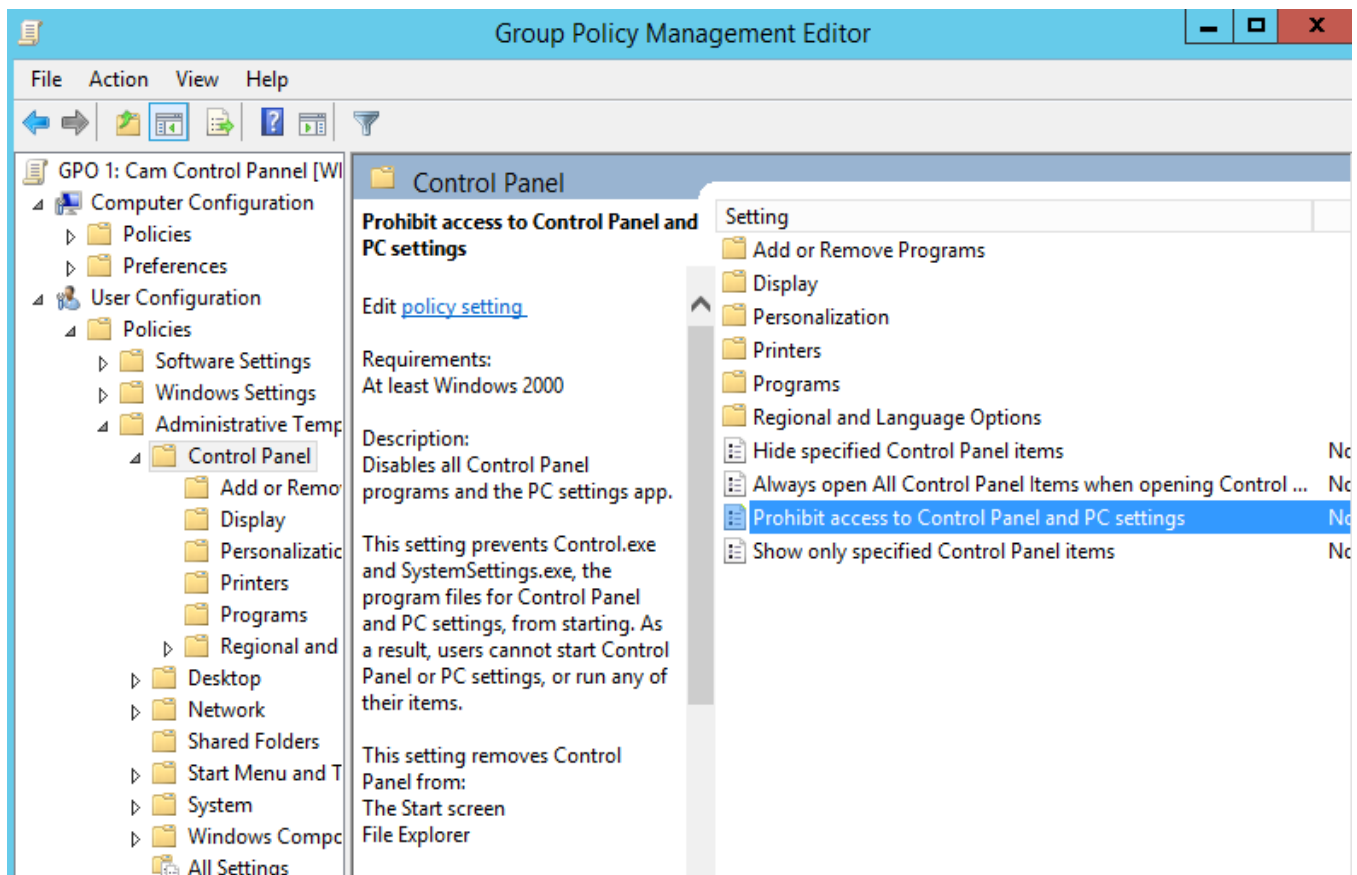 Group Policy Management Editor
File Action View Help
GPO 1: Cam Control Pannel [WI
Computer Configuration
Policies
Preferences
User Configuration
Policies
Software Settings
Windows Settings
Administrative Temp
Control Panel
Add or Remo
Display
Personalizatic
Printers
Programs
Regional and
Desktop
Network
Shared Folders
Start Menu and T
System
Windows Compc
All Settings
Control Panel
Prohibit access to Control Panel and
PC settings
Edit policy setting
Requirements:
At least Windows 2000
Description:
Disables all Control Panel
programs and the PC settings app.
This setting prevents Control.exe
and SystemSettings.exe, the
program files for Control Panel
and PC settings, from starting. As
a result, users cannot start Control
Panel or PC settings, or run any of
their items.
This setting removes Control
Panel from:
The Start screen
File Explorer
Setting
Add or Remove Programs
Display
Personalization
Printers
Programs
Regional and Language Options
Hide specified Control Panel items No
Always open All Control Panel Items when opening Control ... No
Prohibit access to Control Panel and PC settings No
Show only specified Control Panel items No